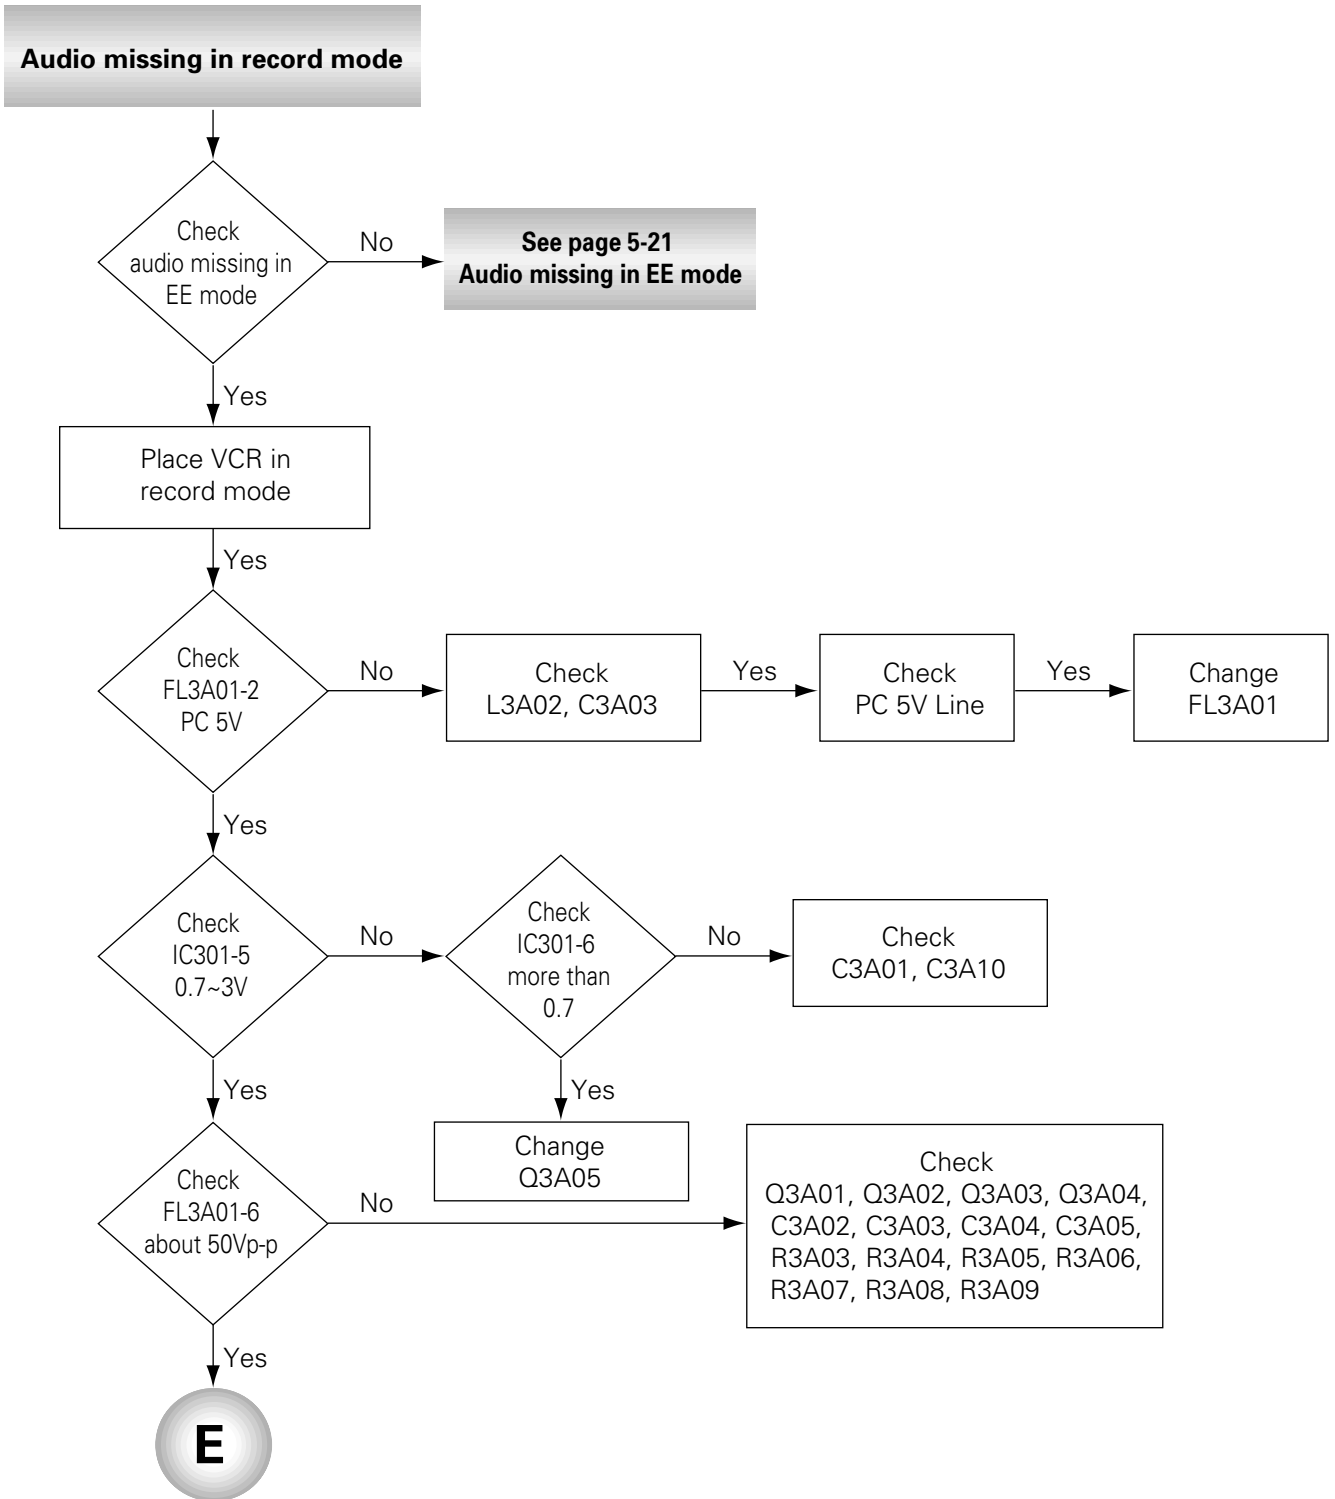 Audio missing in record mode
Check
audio missing in
EE mode
No
See page 5-21
Audio missing in EE mode
Yes
Place VCR in
record mode
Yes
Check
FL3A01-2
PC 5V
No
Check
L3A02, C3A03
Yes
Check
PC 5V Line
Yes
Change
FL3A01
Yes
Check
IC301-5
0.7~3V
No
Check
IC301-6
more than
0.7
No
Check
C3A01, C3A10
Yes
Change
Q3A05
Yes
Check
FL3A01-6
about 50Vp-p
No
Check
Q3A01, Q3A02, Q3A03, Q3A04,
C3A02, C3A03, C3A04, C3A05,
R3A03, R3A04, R3A05, R3A06,
R3A07, R3A08, R3A09
Yes
E